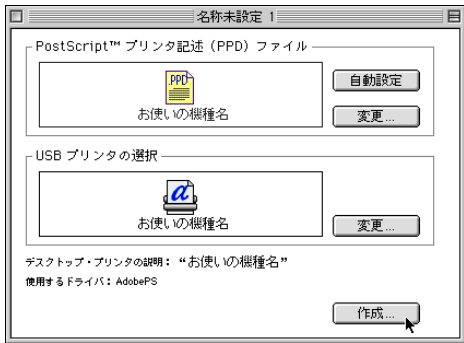 名称未設定 1
PostScript™ プリンタ記述（PPD）ファイル
PPD
お使いの機種名
自動設定
変更...
USB プリンタの選択
a
お使いの機種名
変更...
デスクトップ・プリンタの説明： “お使いの機種名”
使用するドライバ： AdobePS
作成...